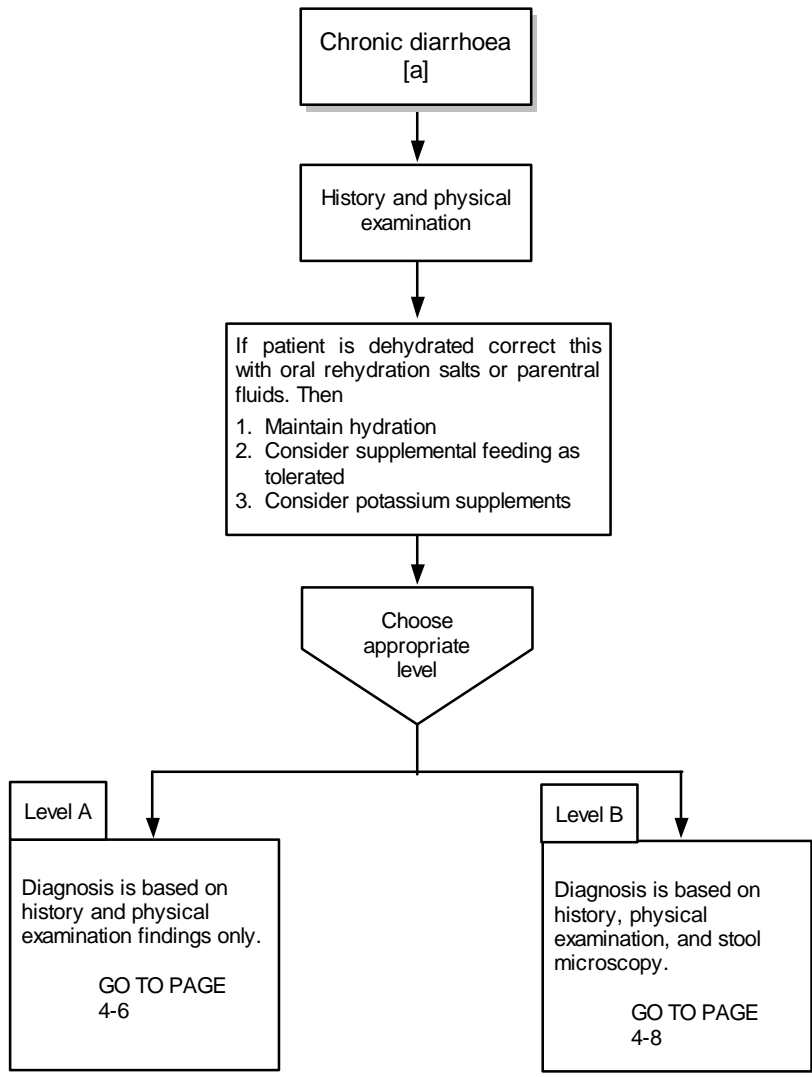 Chronic diarrhoea
[a]
History and physical
examination
If patient is dehydrated correct this
with oral rehydration salts or parentral
fluids. Then
1. Maintain hydration
2. Consider supplemental feeding as
tolerated
3. Consider potassium supplements
Choose
appropriate
level
Level A
Diagnosis is based on
history and physical
examination findings only.
GO TO PAGE
4-6
Level B
Diagnosis is based on
history, physical
examination, and stool
microscopy.
GO TO PAGE
4-8